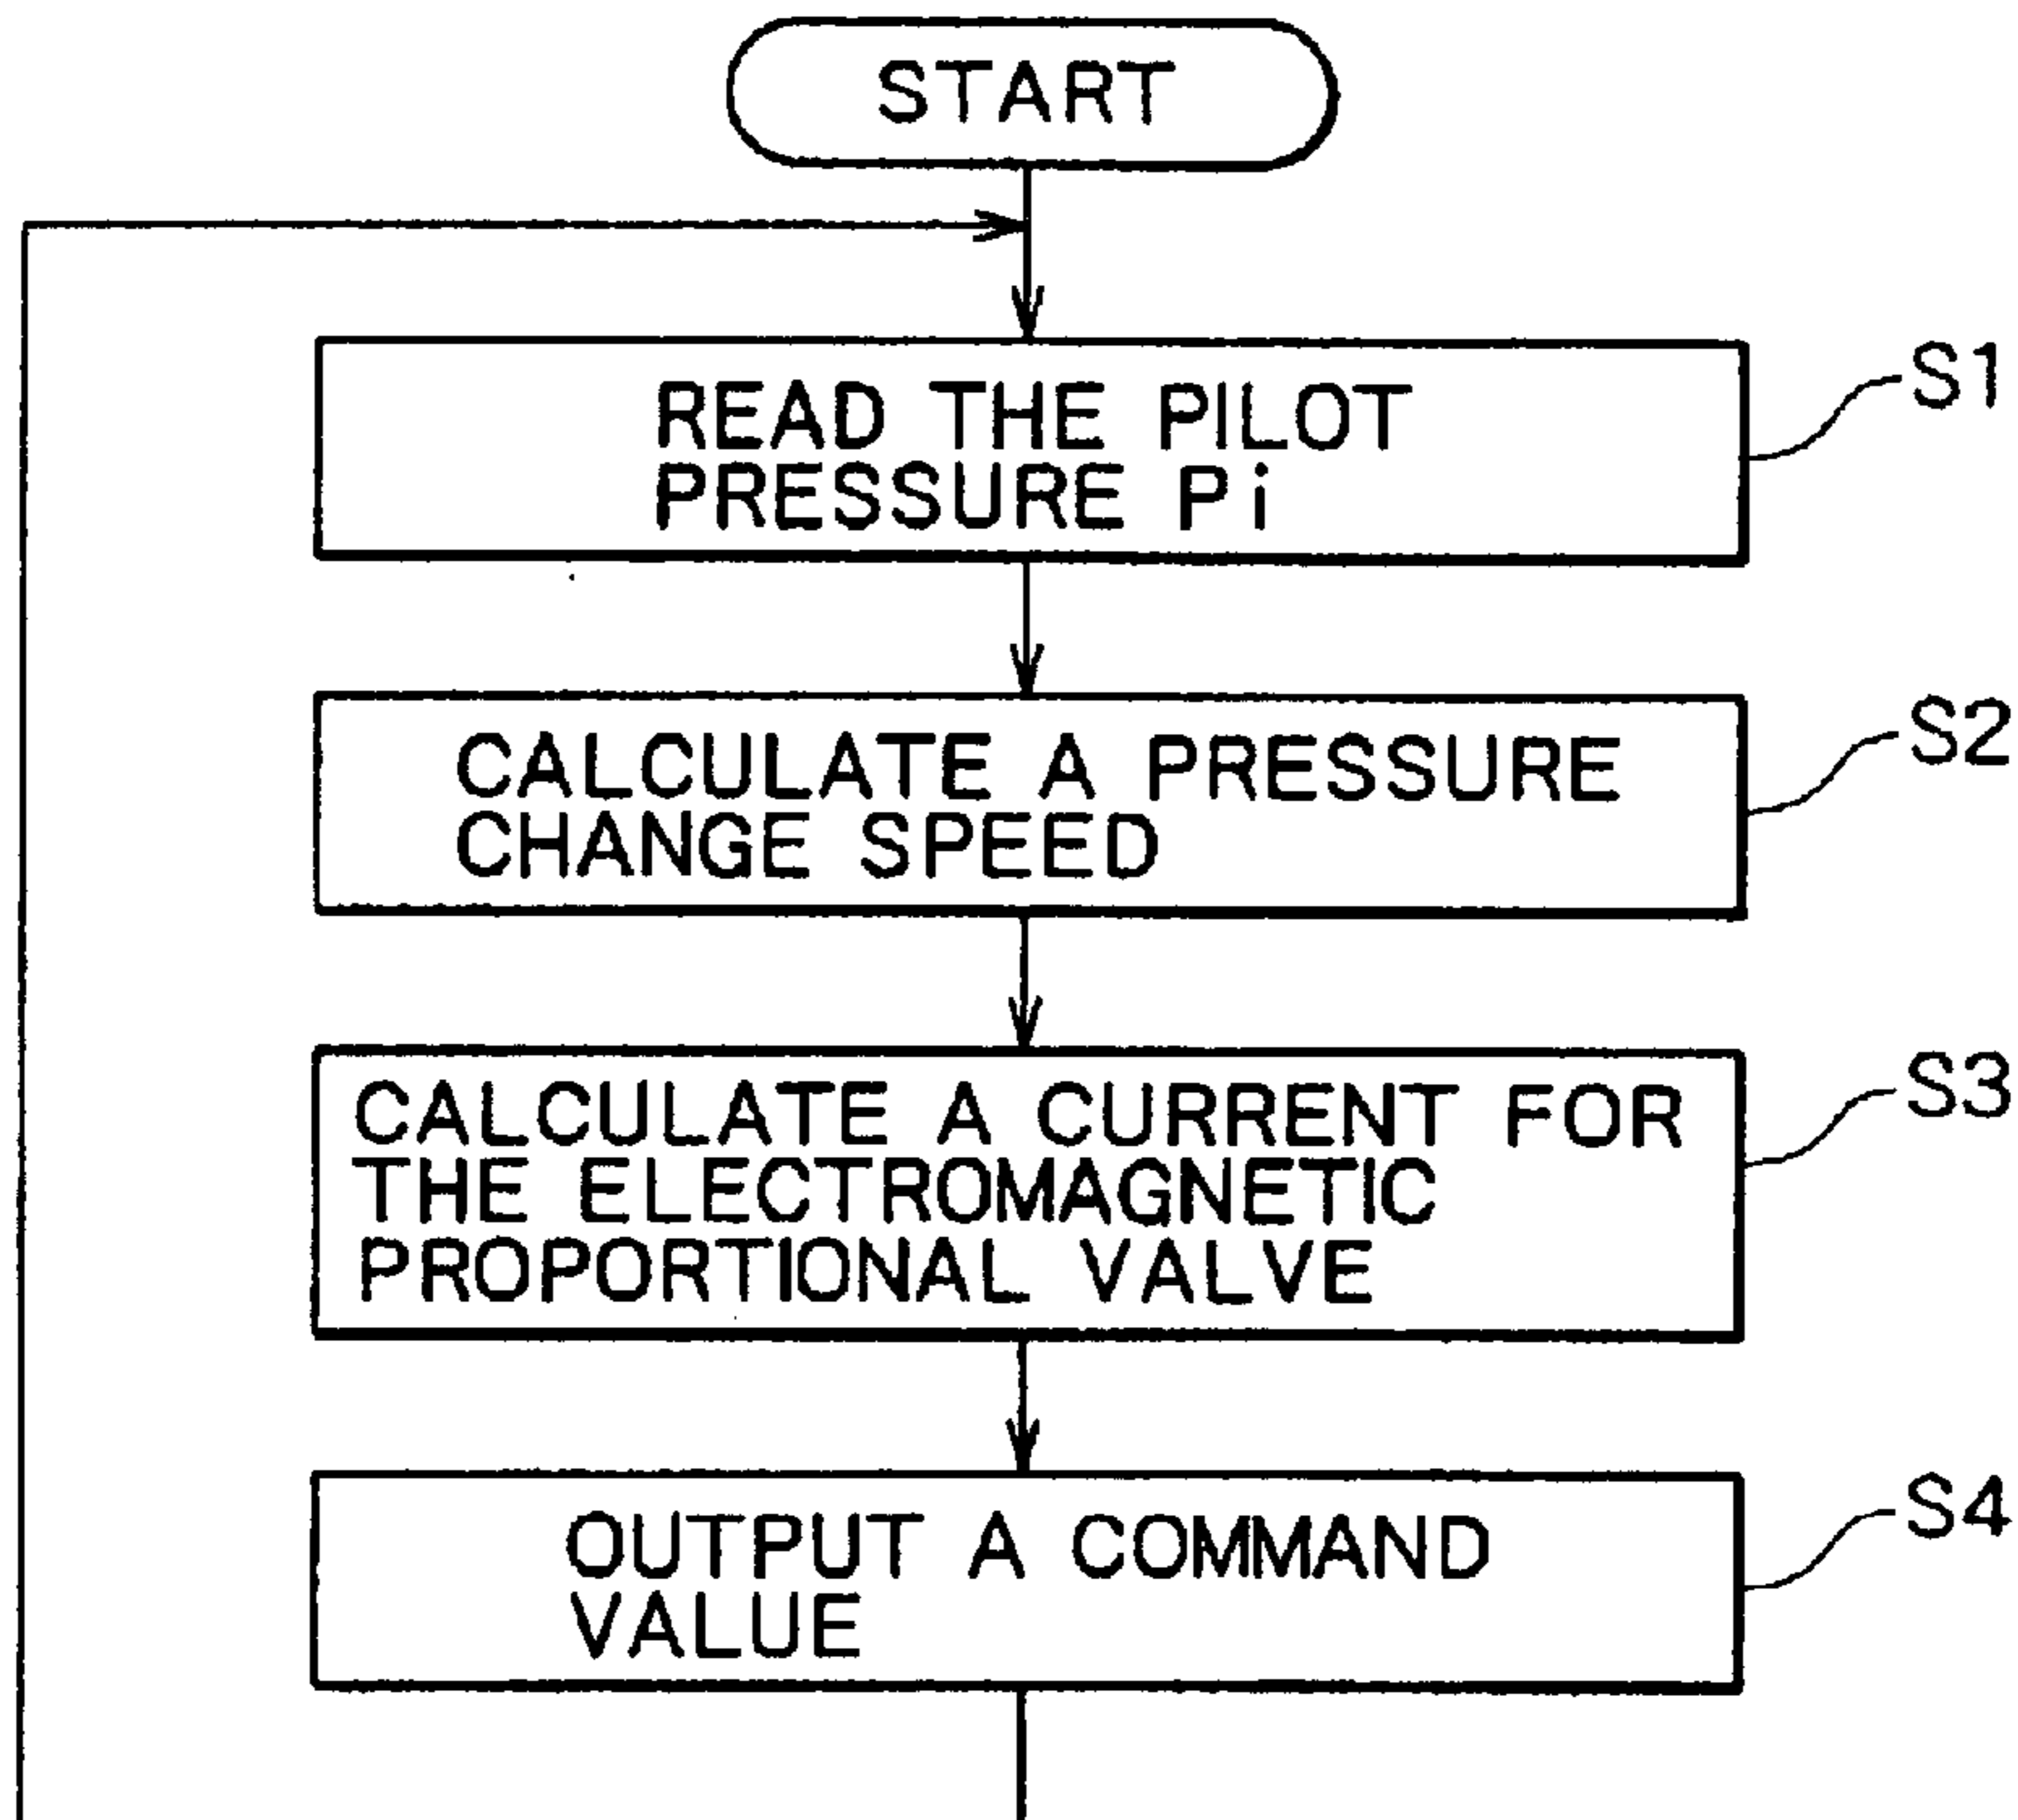 START
READ THE PILOT
PRESSURE Pi
S1
CALCULATE A PRESSURE
CHANGE SPEED
S2
CALCULATE A CURRENT FOR
THE ELECTROMAGNETIC
PROPORTIONAL VALVE
S3
OUTPUT A COMMAND
VALUE
S4